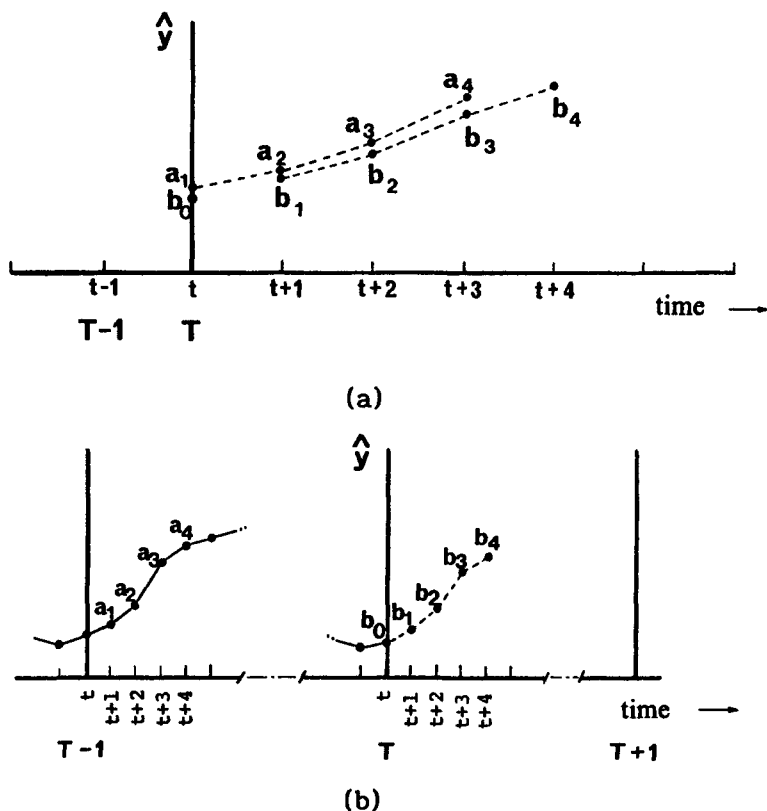 ŷ
a₄
a₃
b₄
b₃
a₂
b₂
a₁
b₀
b₁
t-1 t t+1 t+2 t+3 t+4
time
T-1 T
(a)
ŷ
a₄
a₃
a₂
a₁
b₄
b₃
b₂
b₁
b₀
t t+1 t+2 t+3 t+4 t t+1 t+2 t+3 t+4 time
T-1 T T+1
(b)